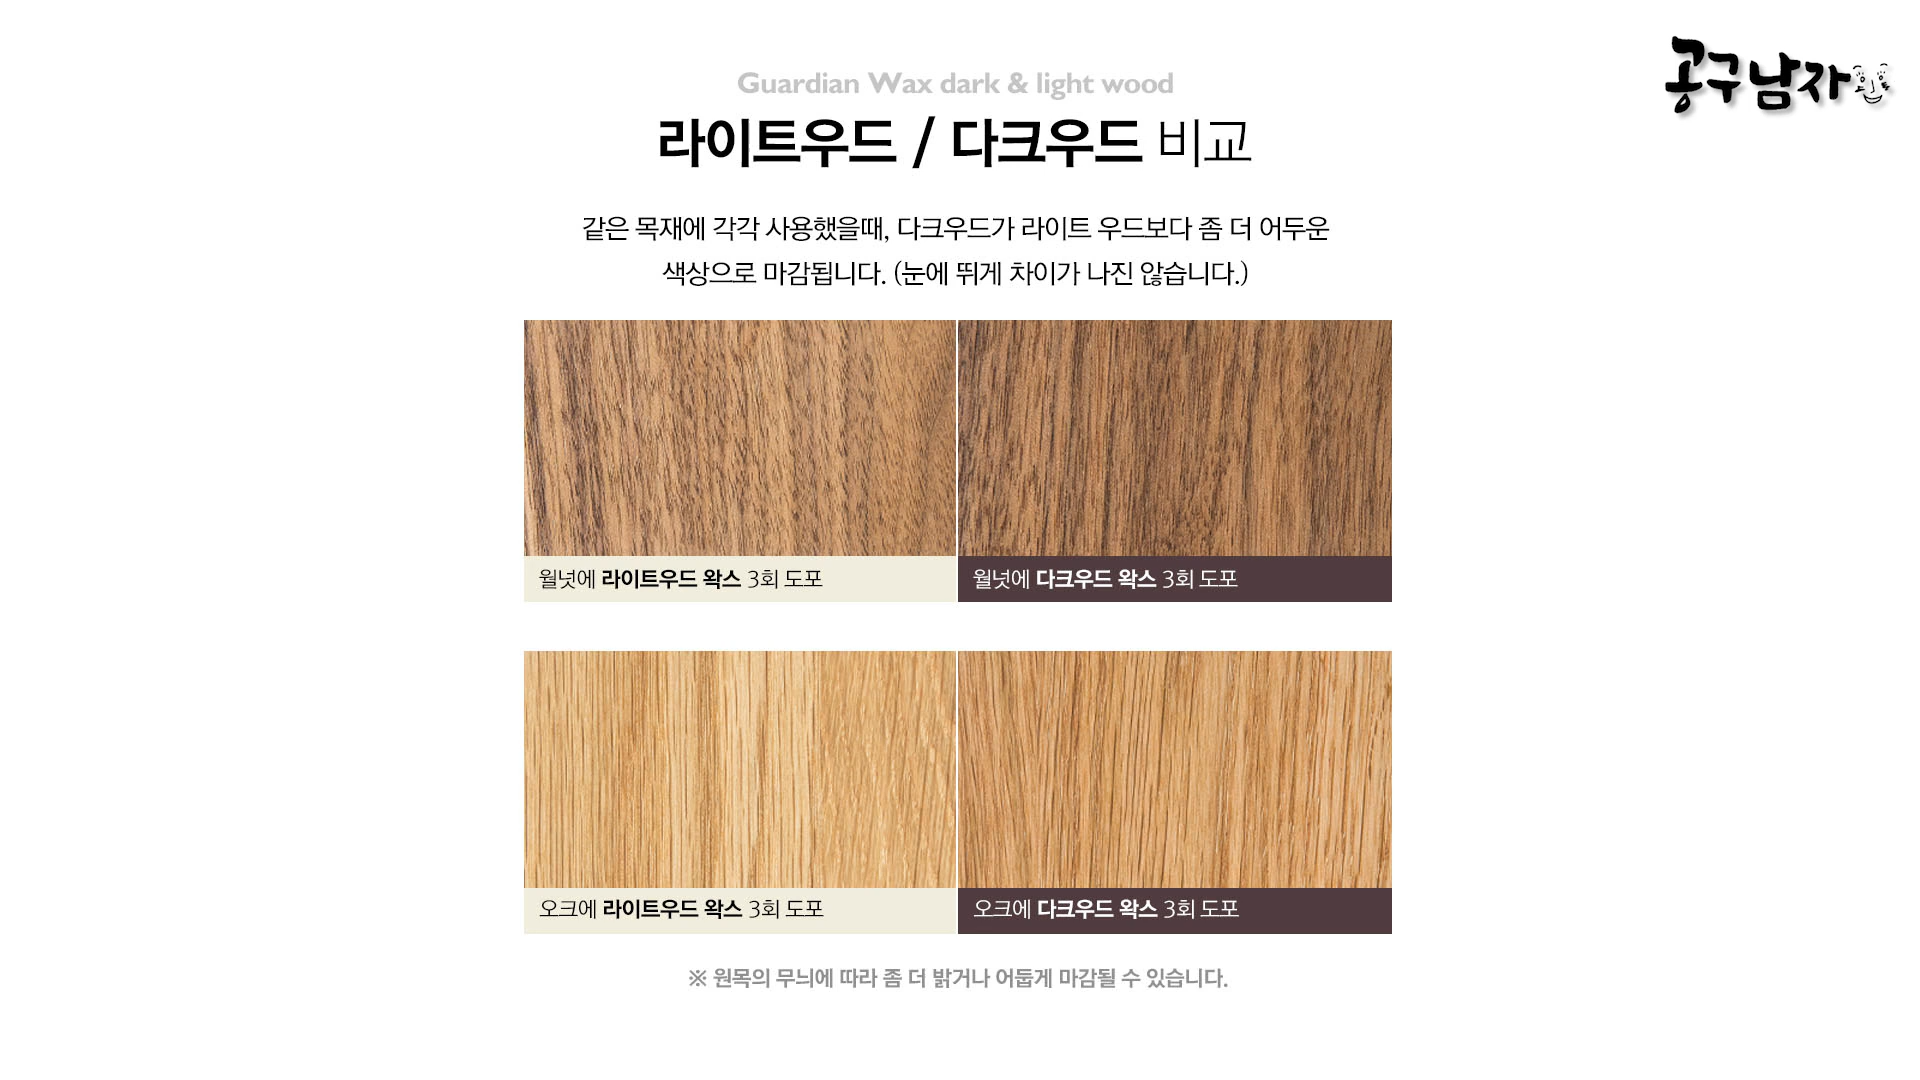 Guardian Wax dark & light wood
공구남자
라이트우드 / 다크우드 비교
같은 목재에 각각 사용했을때, 다크우드가 라이트 우드보다 좀 더 어두운
색상으로 마감됩니다. (눈에 뛰게 차이가 나진 않습니다.)
월넛에 라이트우드 왁스 3회 도포
월넛에 다크우드 왁스 3회 도포
오크에 라이트우드 왁스 3회 도포
오크에 다크우드 왁스 3회 도포
※ 원목의 무늬에 따라 좀 더 밝거나 어둡게 마감될 수 있습니다.